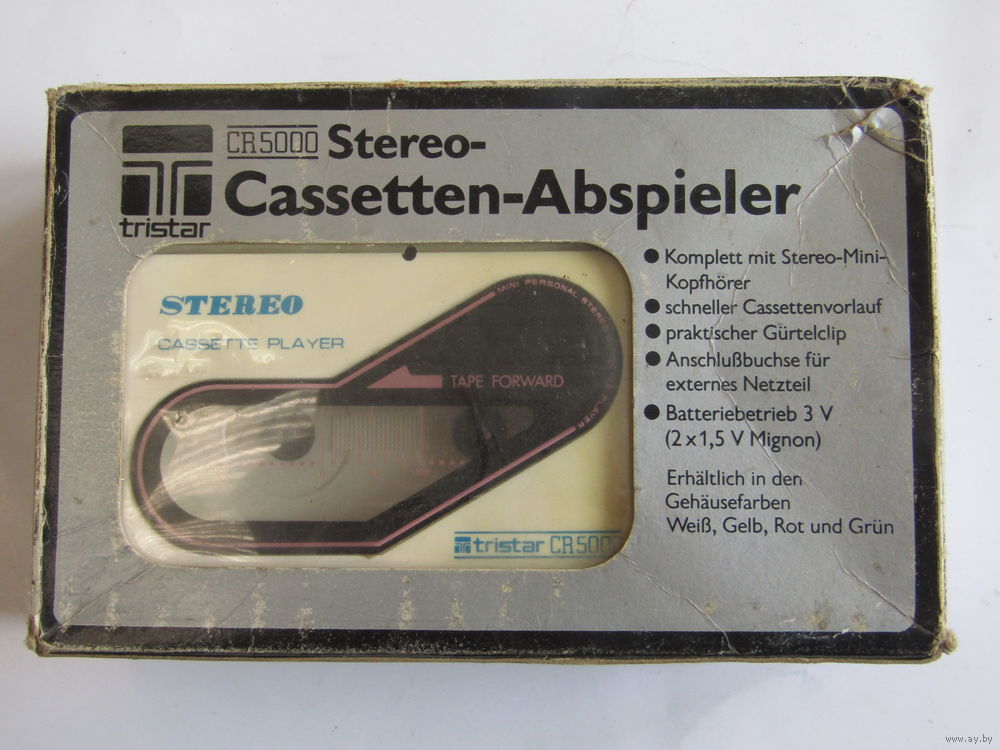 CR5000 Stereo-
Cassetten-Abspieler
tristar
Komplett mit Stereo-Mini-
Kopfhörer
schneller Cassettenvorlauf
praktischer Gürtelclip
Anschlußbuchse für
externes Netzteil
Batteriebetrieb 3 V
(2 x 1,5 V Mignon)
Erhältlich in den
Gehäusefarben
Weiß, Gelb, Rot und Grün
STEREO
CASSETTE PLAYER
MINI PERSONAL STEREO
PLAYER
TAPE FORWARD
tristar CR500
www.ay.by